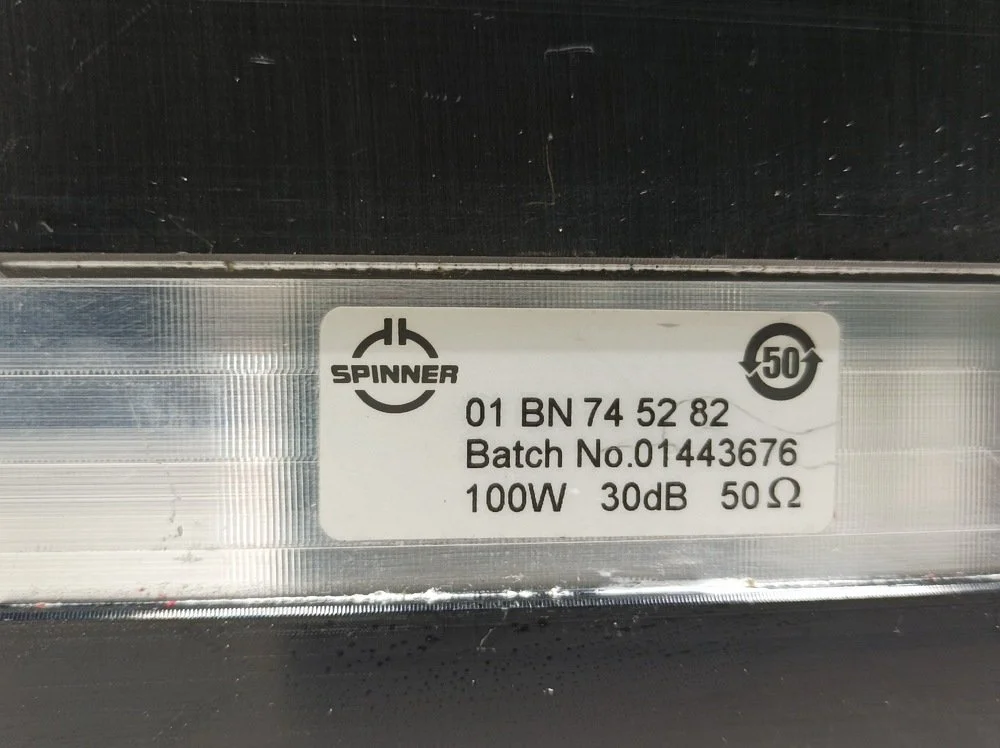 SPINNER
50
01 BN 74 52 82
Batch No.01443676
100W 30dB 50Ω